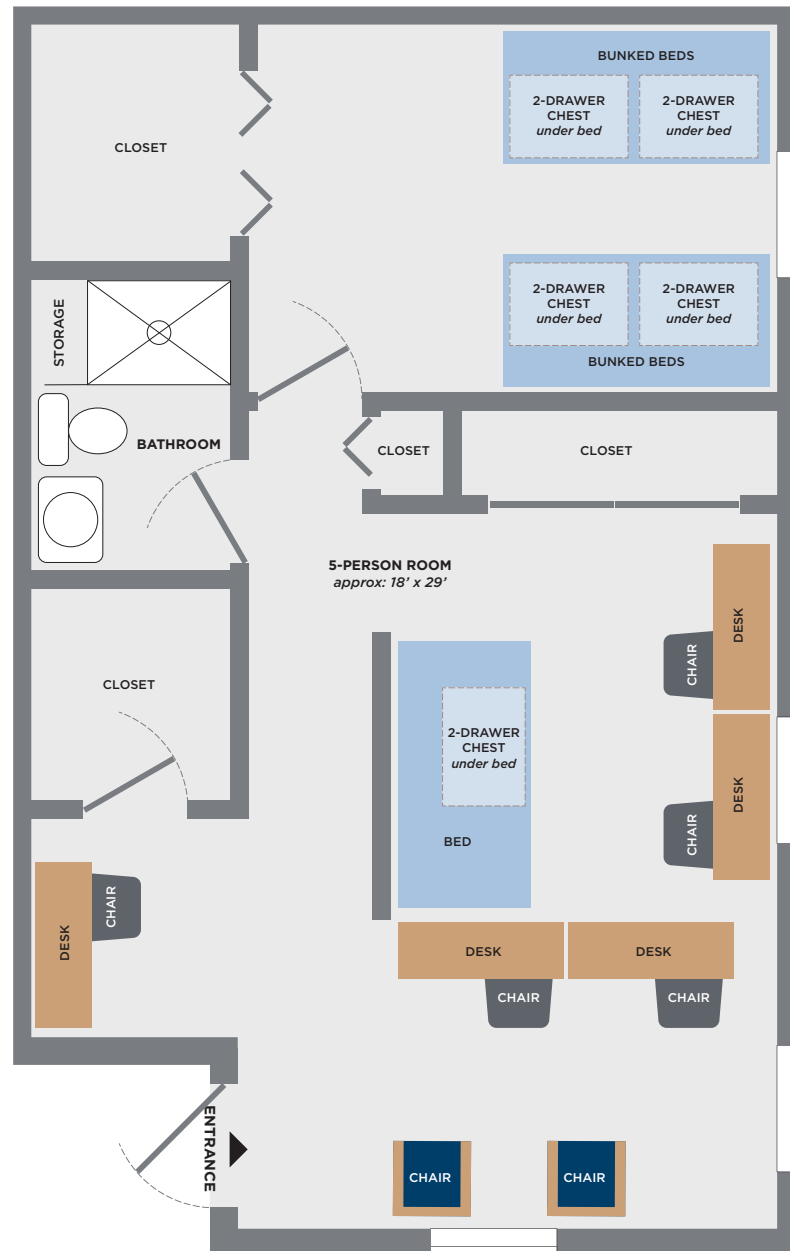 BUNKED BEDS
2-DRAWER
CHEST
under bed
2-DRAWER
CHEST
under bed
CLOSET
2-DRAWER
CHEST
under bed
2-DRAWER
CHEST
under bed
BUNKED BEDS
STORAGE
BATHROOM
CLOSET
CLOSET
5-PERSON ROOM
approx: 18’ x 29’
DESK
CHAIR
CLOSET
2-DRAWER
CHEST
under bed
BED
DESK
CHAIR
DESK
CHAIR
DESK
DESK
CHAIR
CHAIR
ENTRANCE
CHAIR
CHAIR